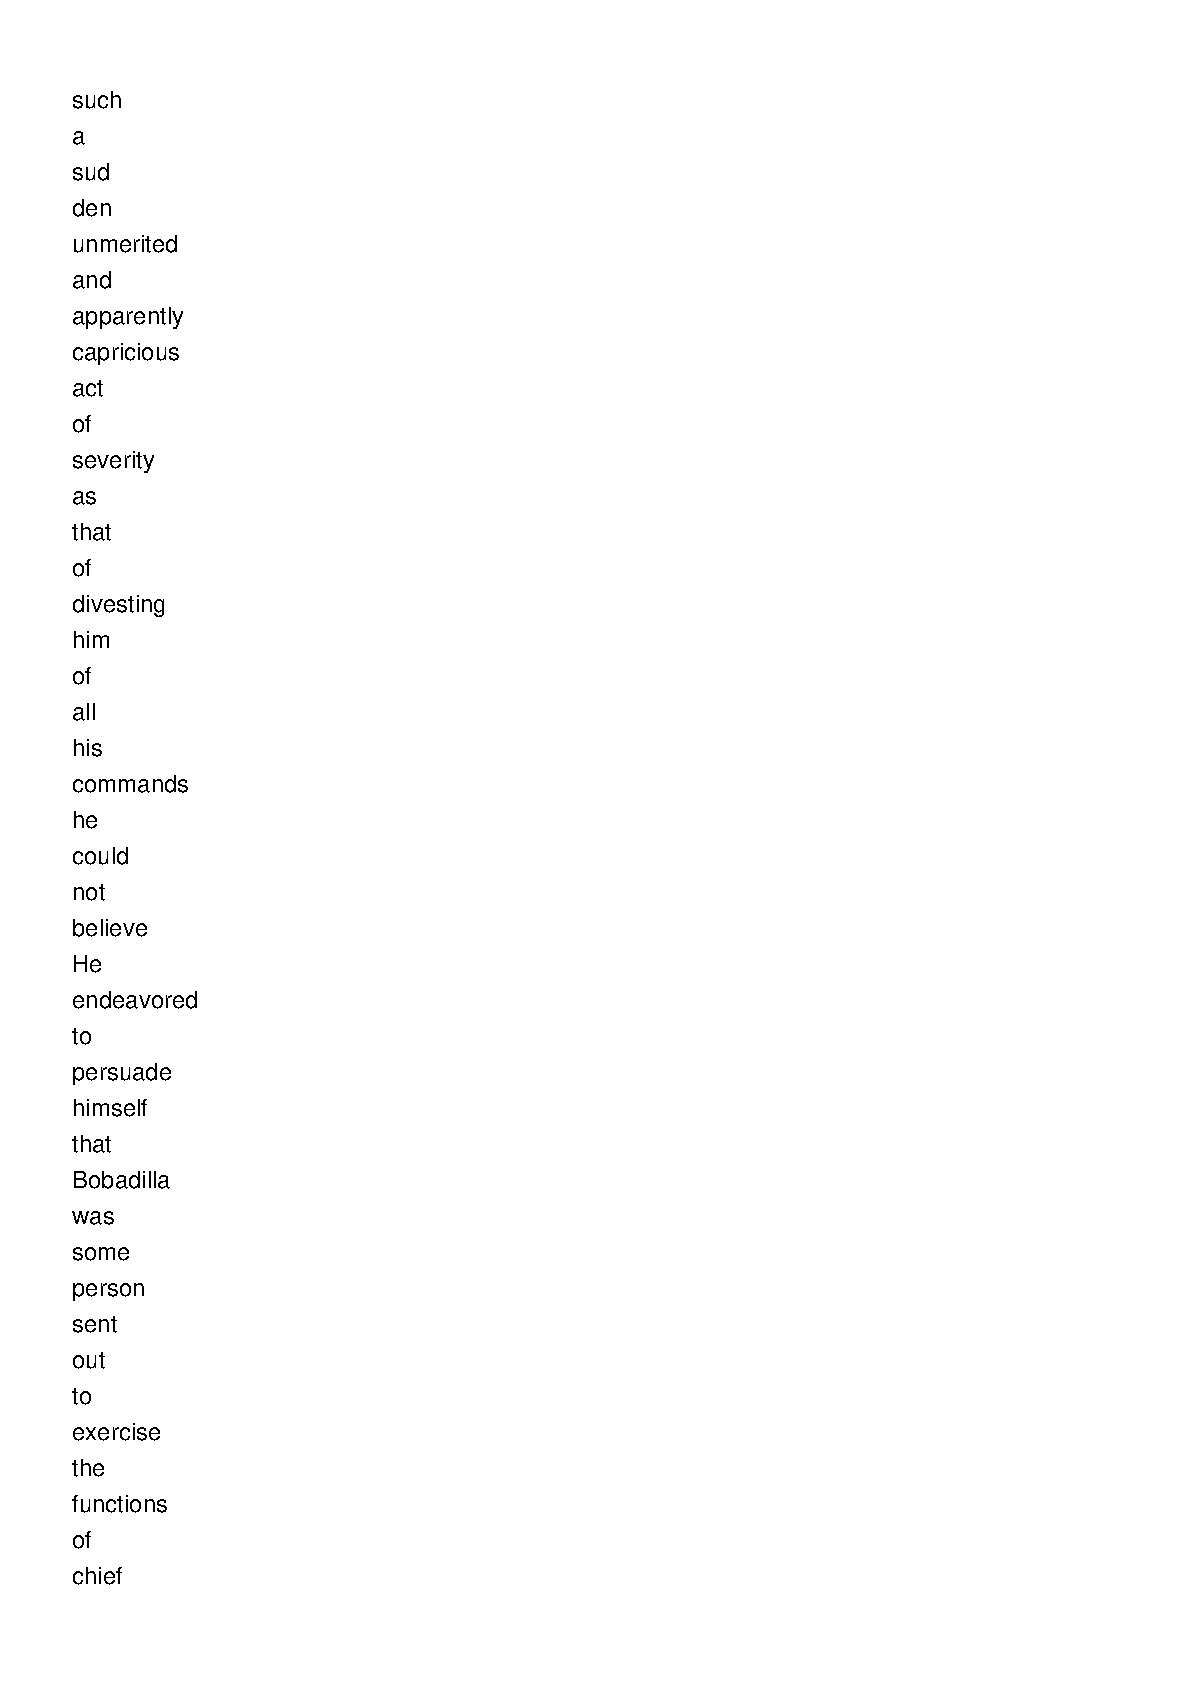 such
a
sud
den
unmerited
and
apparently
capricious
act
of
severity
as
that
of
divesting
him
of
all
his
commands
he
could
not
believe
He
endeavored
to
persuade
himself
that
Bobadilla
was
some
person
sent
out
to
exercise
the
functions
of
chief